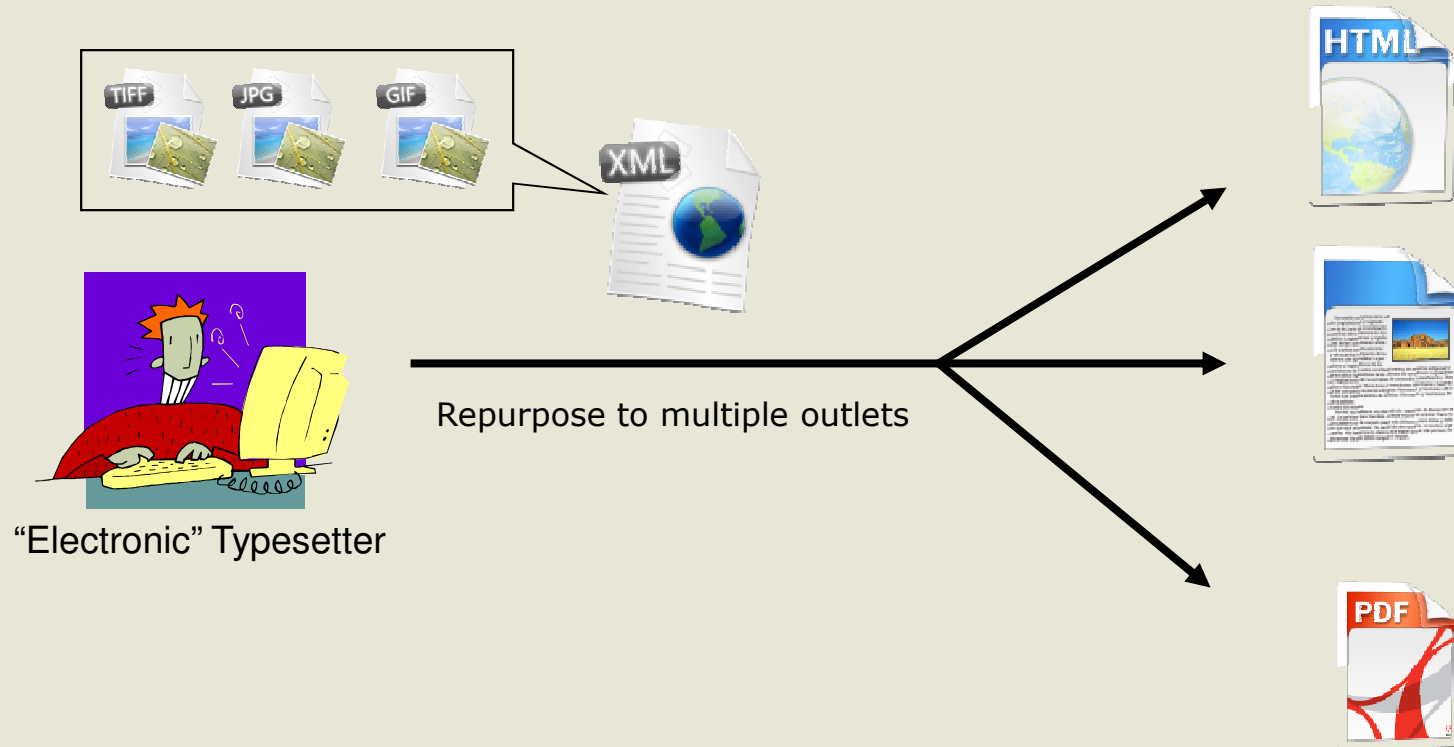 HTML
TIFF
JPG
GIF
XML
Repurpose to multiple outlets
“Electronic” Typesetter
PDF